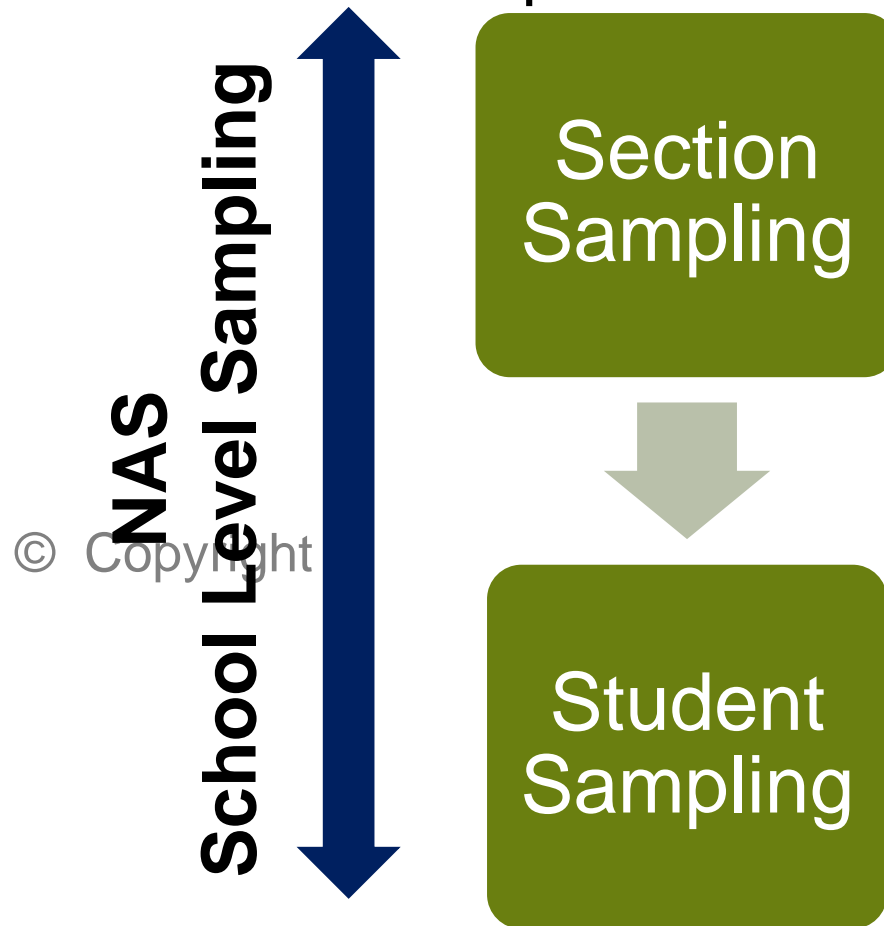 NAS
School Level Sampling
Section
Sampling
© Copyright
Student
Sampling